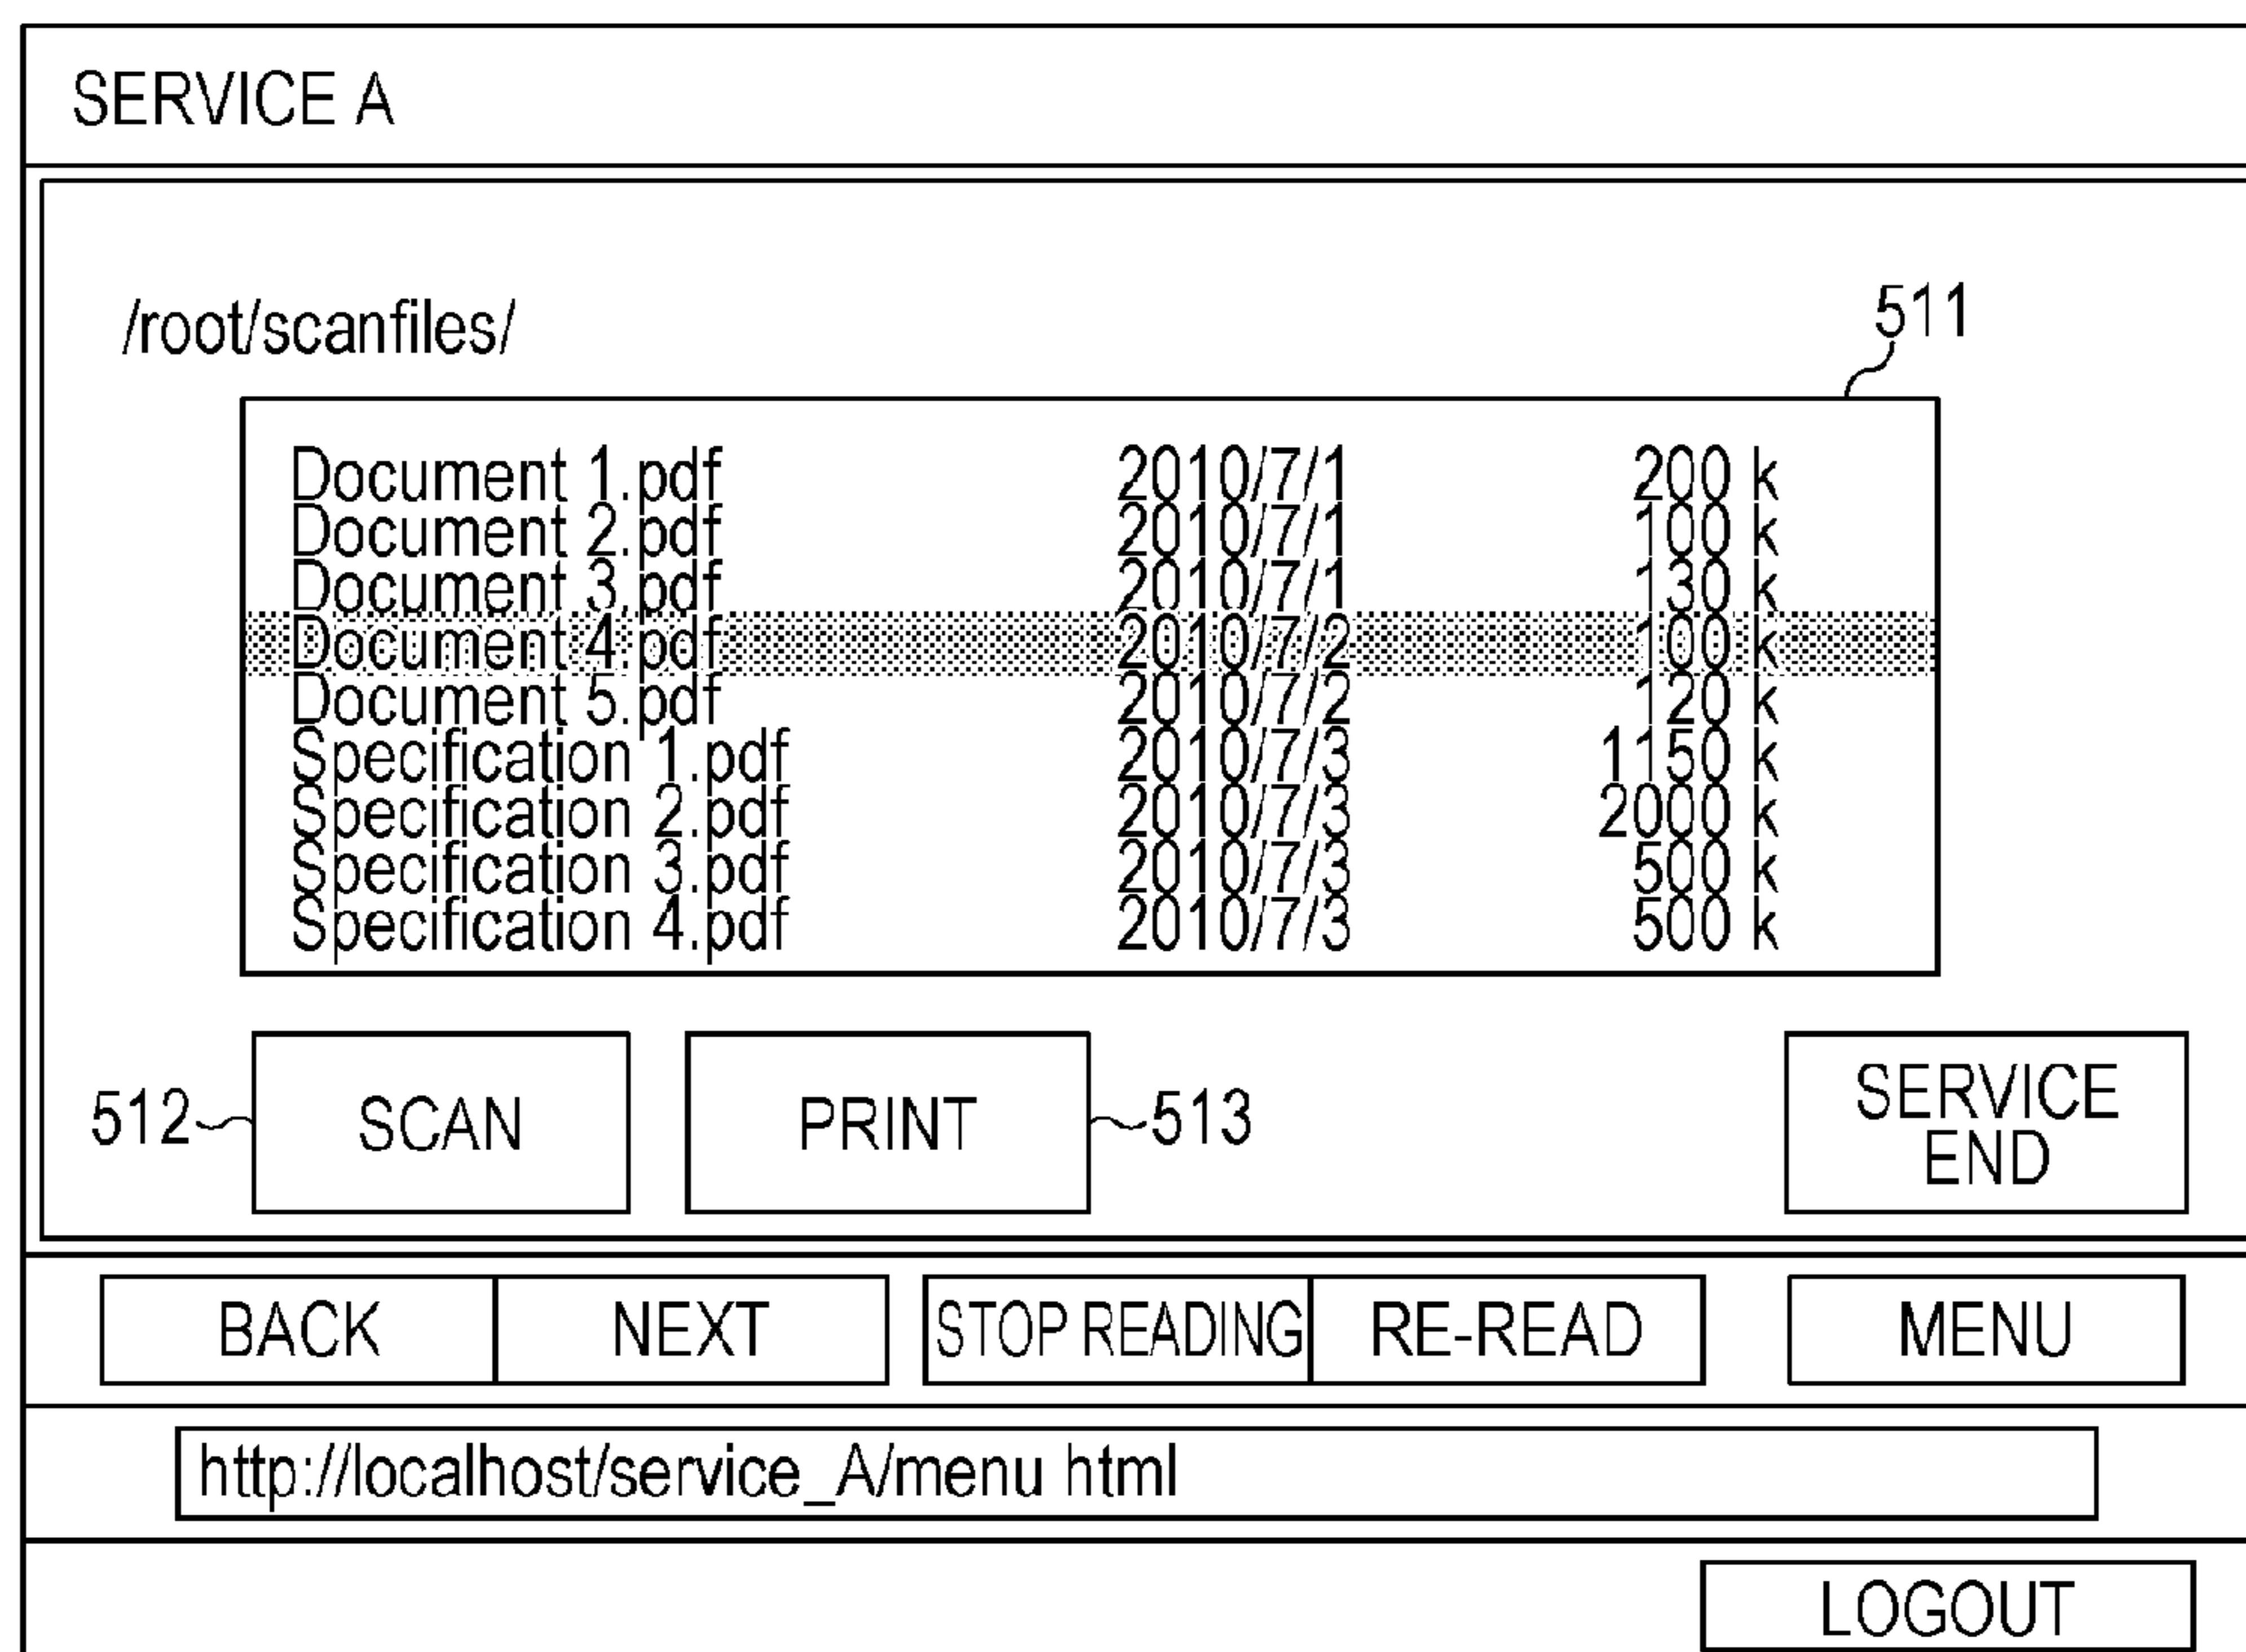 SERVICE A
/root/scanfiles/
511
Document 1.pdf 2010/7/1 200 k
Document 2.pdf 2010/7/1 100 k
Document 3.pdf 2010/7/1 130 k
Document 4.pdf 2010/7/2 100 k
Document 5.pdf 2010/7/2 120 k
Specification 1.pdf 2010/7/3 1150 k
Specification 2.pdf 2010/7/3 2000 k
Specification 3.pdf 2010/7/3 500 k
Specification 4.pdf 2010/7/3 500 k
512 SCAN PRINT 513 SERVICE
END
BACK NEXT STOP READING RE-READ MENU
http://localhost/service_A/menu html
LOGOUT